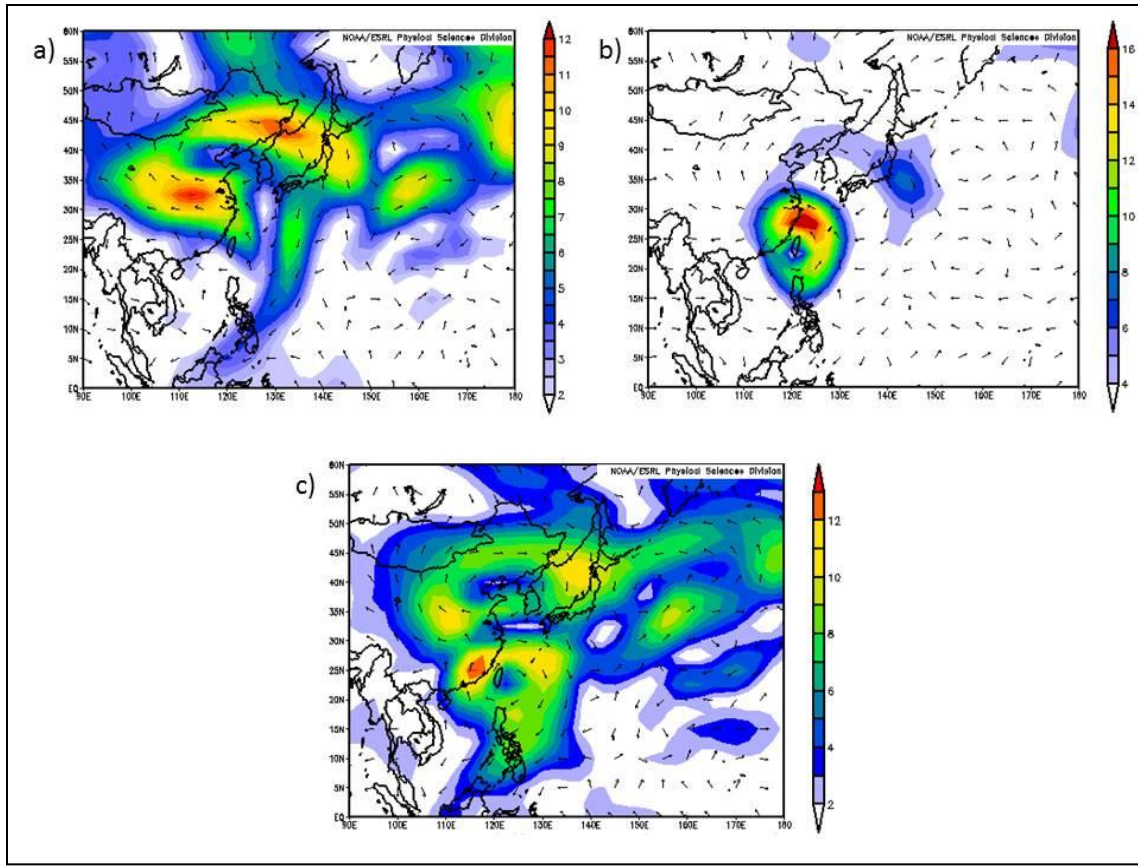 a)
NOAA/ESRL Physical Sciences Division
60N
55N
50N
45N
40N
35N
30N
25N
20N
15N
10N
5N
EQ
90E 100E 110E 120E 130E 140E 150E 160E 170E 180
12
11
10
9
8
7
6
5
4
3
2
b)
NOAA/ESRL Physical Sciences Division
60N
55N
50N
45N
40N
35N
30N
25N
20N
15N
10N
5N
EQ
90E 100E 110E 120E 130E 140E 150E 160E 170E 180
16
14
12
10
8
6
4
c)
NOAA/ESRL Physical Sciences Division
60N
55N
50N
45N
40N
35N
30N
25N
20N
15N
10N
5N
EQ
90E 100E 110E 120E 130E 140E 150E 160E 170E 180
12
10
8
6
4
2